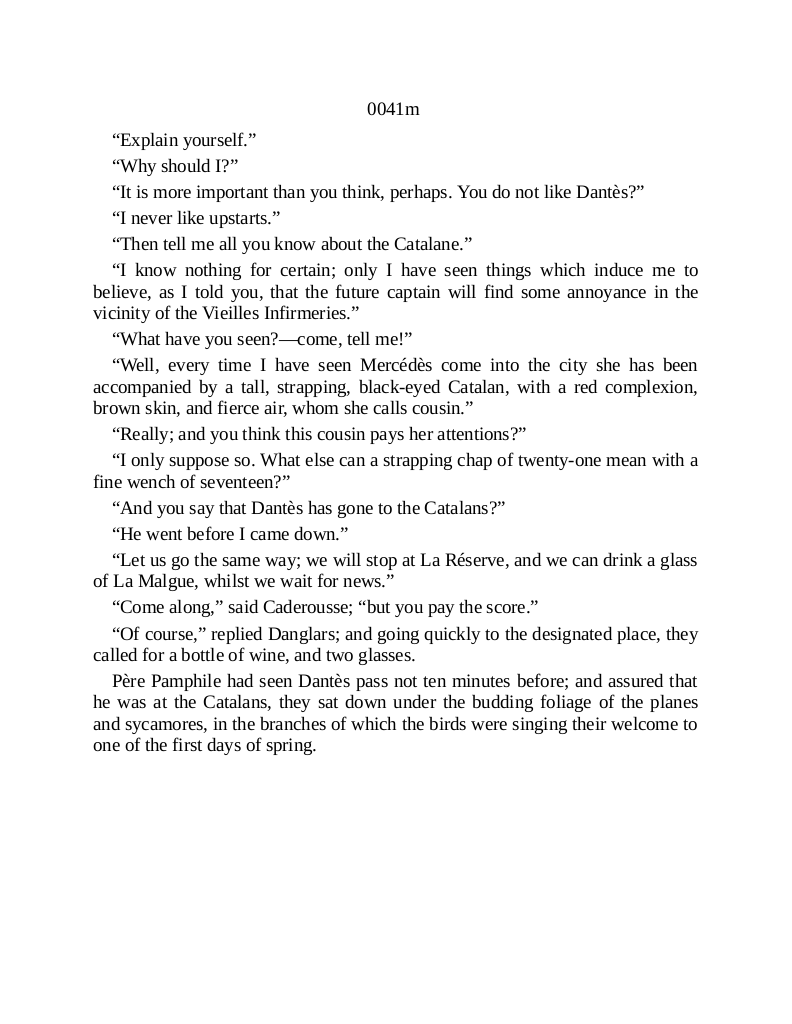 0041m
“Explain yourself.”
“Why should I?”
“It is more important than you think, perhaps. You do not like Dantès?”
“I never like upstarts.”
“Then tell me all you know about the Catalane.”
“I know nothing for certain; only I have seen things which induce me to
believe, as I told you, that the future captain will find some annoyance in the
vicinity of the Vieilles Infirmeries.”
“What have you seen?—come, tell me!”
“Well, every time I have seen Mercédès come into the city she has been
accompanied by a tall, strapping, black-eyed Catalan, with a red complexion,
brown skin, and fierce air, whom she calls cousin.”
“Really; and you think this cousin pays her attentions?”
“I only suppose so. What else can a strapping chap of twenty-one mean with a
fine wench of seventeen?”
“And you say that Dantès has gone to the Catalans?”
“He went before I came down.”
“Let us go the same way; we will stop at La Réserve, and we can drink a glass
of La Malgue, whilst we wait for news.”
“Come along,” said Caderousse; “but you pay the score.”
“Of course,” replied Danglars; and going quickly to the designated place, they
called for a bottle of wine, and two glasses.
Père Pamphile had seen Dantès pass not ten minutes before; and assured that
he was at the Catalans, they sat down under the budding foliage of the planes
and sycamores, in the branches of which the birds were singing their welcome to
one of the first days of spring.